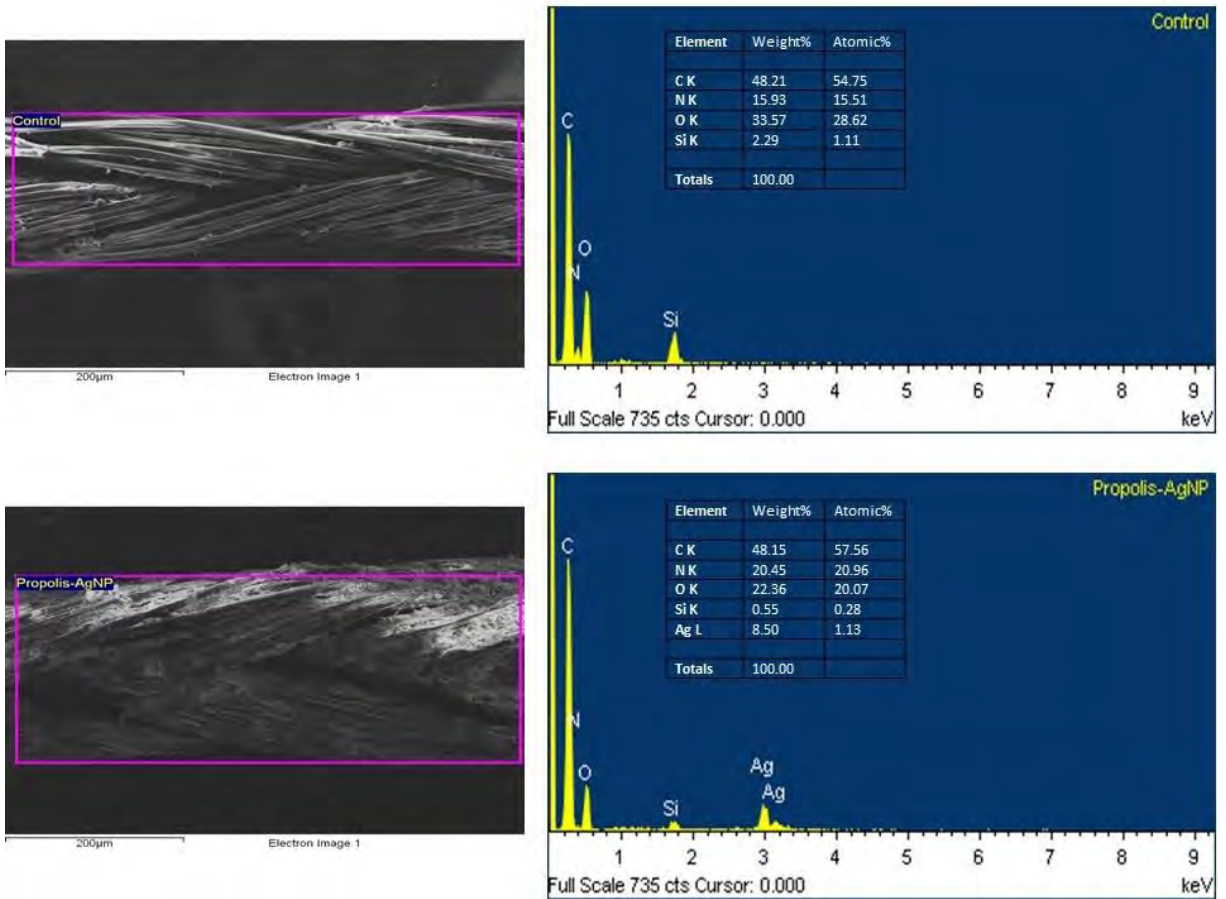 Control
200µm
Electron Image 1
Control
Element Weight% Atomic%
C K 48.21 54.75
N K 15.93 15.51
O K 33.57 28.62
Si K 2.29 1.11
Totals 100.00
C
O
N
Si
1 2 3 4 5 6 7 8 9
Full Scale 735 cts Cursor: 0.000 keV
Propolis-AgNP
200µm
Electron Image 1
Propolis-AgNP
Element Weight% Atomic%
C K 48.15 57.56
N K 20.45 20.96
O K 22.36 20.07
Si K 0.55 0.28
Ag L 8.50 1.13
Totals 100.00
C
N
O
Si
Ag
Ag
1 2 3 4 5 6 7 8 9
Full Scale 735 cts Cursor: 0.000 keV